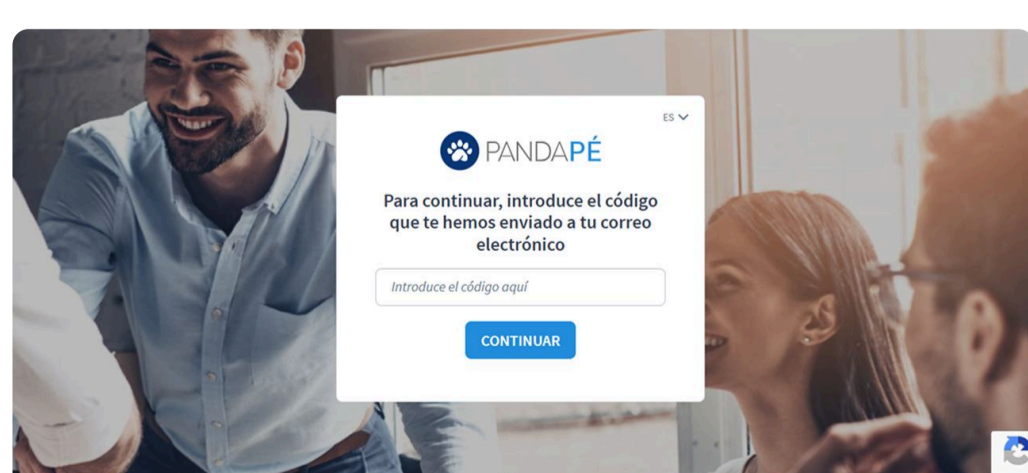 ES
PANDAPÉ
Para continuar, introduce el código
que te hemos enviado a tu correo
electrónico
Introduce el código aquí
CONTINUAR